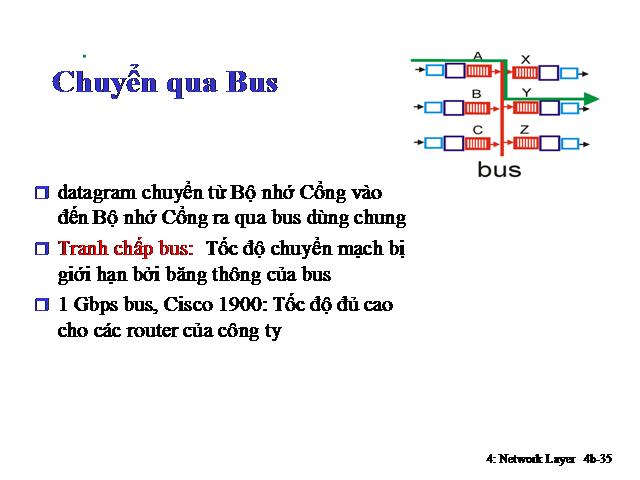 Chuyển qua Bus
A
X
B
Y
C
Z
bus
datagram chuyển từ Bộ nhớ Cổng vào
đến Bộ nhớ Cổng ra qua bus dùng chung
Tranh chấp bus: Tốc độ chuyển mạch bị
giới hạn bởi băng thông của bus
1 Gbps bus, Cisco 1900: Tốc độ đủ cao
cho các router của công ty
4: Network Layer 4b-35